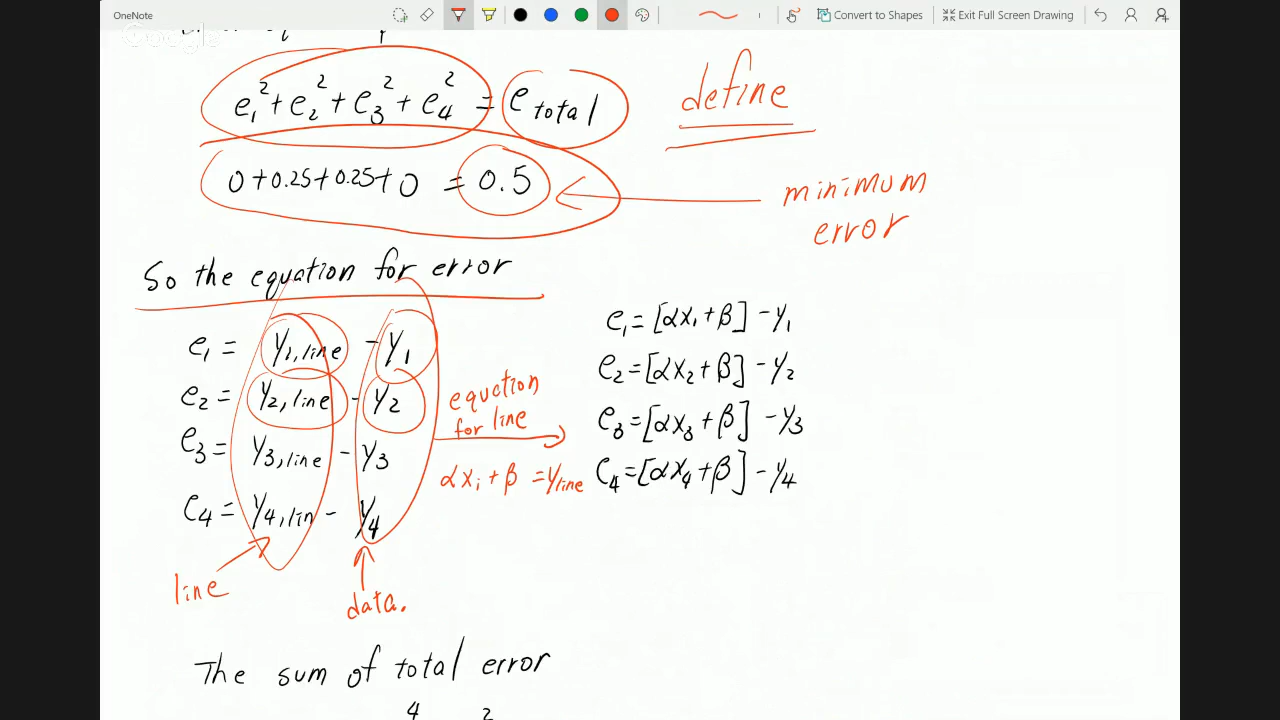 OneNote
Convert to Shapes
Exit Full Screen Drawing
Google
e₁² + e₂² + e₃² + e₄² = e total
define
0 + 0.25 + 0.25 + 0 = 0.5
minimum
error
So the equation for error
e₁ = y₁,line - y₁
e₂ = y₂,line - y₂
e₃ = y₃,line - y₃
e₄ = y₄,lin - y₄
line
data.
equation
for line
αxᵢ + β = yline
e₁ = [αx₁ + β] - y₁
e₂ = [αx₂ + β] - y₂
e₃ = [αx₃ + β] - y₃
e₄ = [αx₄ + β] - y₄
The sum of total error
4 2